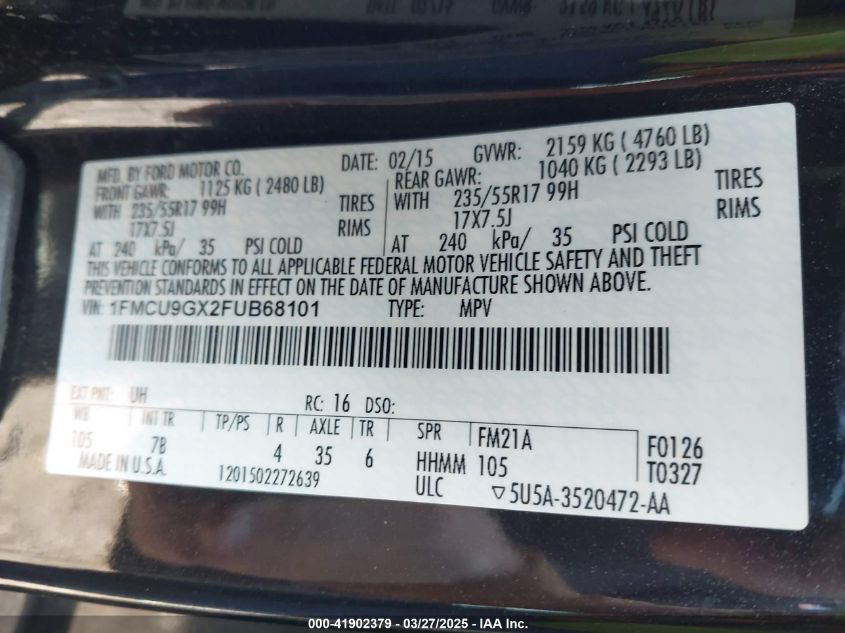 MFD. BY FORD MOTOR CO. DATE: 02/15 GVWR: 2159 KG ( 4760 LB)
FRONT GAWR: 1125 KG ( 2480 LB) REAR GAWR: 1040 KG ( 2293 LB)
WITH 235/55R17 99H TIRES WITH 235/55R17 99H TIRES
17X7.5J RIMS 17X7.5J RIMS
AT 240 kPa/ 35 PSI COLD AT 240 kPa/ 35 PSI COLD
THIS VEHICLE CONFORMS TO ALL APPLICABLE FEDERAL MOTOR VEHICLE SAFETY AND THEFT
PREVENTION STANDARDS IN EFFECT ON THE DATE OF MANUFACTURE SHOWN ABOVE.
VIN: 1FMCU9GX2FUB68101 TYPE: MPV
EXT PNT: UH RC: 16 DSO:
WB INT TR TP/PS R AXLE TR SPR FM21A F0126
105 7B 4 35 6 HHMM 105 T0327
MADE IN U.S.A. 1201502272639 ULC ▽5U5A-3520472-AA
000-41902379 - 03/27/2025 - IAA Inc.